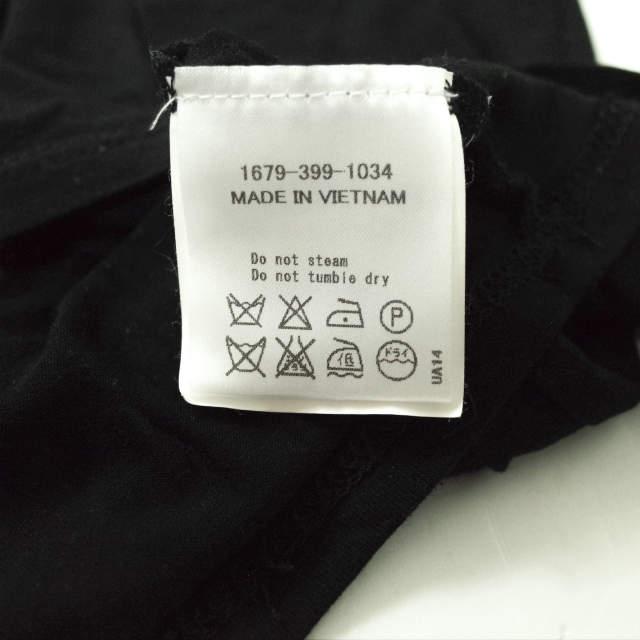 1679-399-1034
MADE IN VIETNAM
Do not steam
Do not tumble dry
P
低 ドライ
UA14